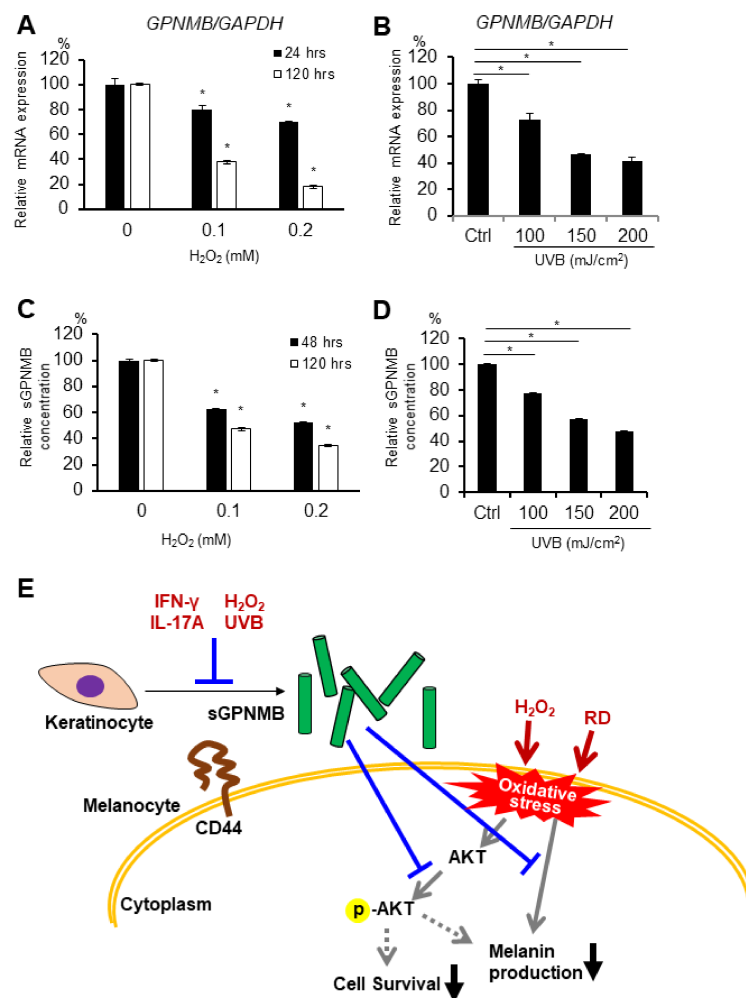 A
GPNMB/GAPDH
%
Relative mRNA expression
120
100
80
60
40
20
0
24 hrs
120 hrs
*
*
*
*
0
0.1
0.2
H₂O₂ (mM)
B
GPNMB/GAPDH
%
Relative mRNA expression
120
100
80
60
40
20
0
*
*
*
Ctrl
100
150
200
UVB (mJ/cm²)
C
%
Relative sGPNMB
concentration
120
100
80
60
40
20
0
48 hrs
120 hrs
*
*
*
*
0
0.1
0.2
H₂O₂ (mM)
D
%
Relative sGPNMB
concentration
120
100
80
60
40
20
0
*
*
*
Ctrl
100
150
200
UVB (mJ/cm²)
E
IFN-γ H₂O₂
IL-17A UVB
Keratinocyte
sGPNMB
H₂O₂
RD
Oxidative
stress
Melanocyte
CD44
AKT
Cytoplasm
p-AKT
Melanin
production
Cell Survival